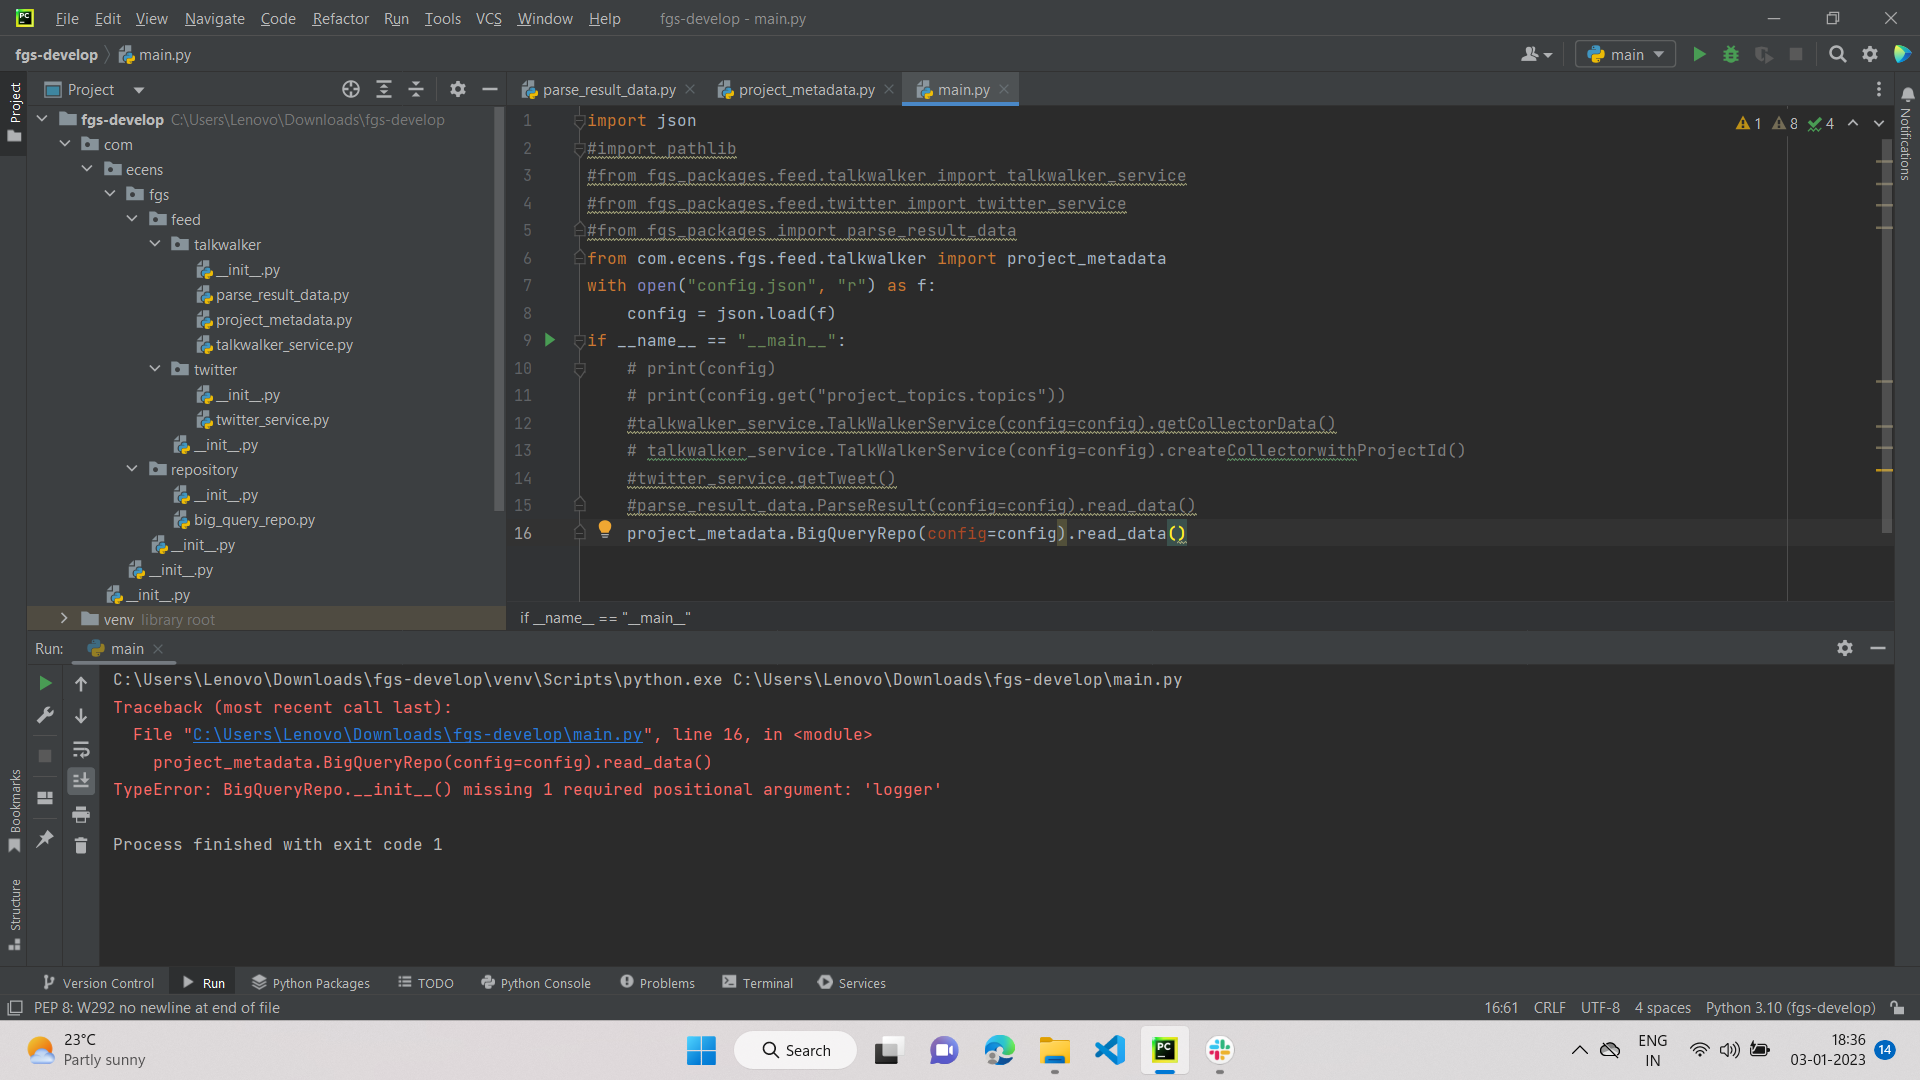 File Edit View Navigate Code Refactor Run Tools VCS Window Help fgs-develop - main.py
fgs-develop main.py main
Project parse_result_data.py project_metadata.py main.py
Project
Notifications
fgs-develop C:\Users\Lenovo\Downloads\fgs-develop
com
ecens
fgs
feed
talkwalker
__init__.py
parse_result_data.py
project_metadata.py
talkwalker_service.py
twitter
__init__.py
twitter_service.py
__init__.py
repository
__init__.py
big_query_repo.py
__init__.py
__init__.py
__init__.py
venv library root
1 8 4
1 import json
2 #import pathlib
3 #from fgs_packages.feed.talkwalker import talkwalker_service
4 #from fgs_packages.feed.twitter import twitter_service
5 #from fgs_packages import parse_result_data
6 from com.ecens.fgs.feed.talkwalker import project_metadata
7 with open("config.json", "r") as f:
8 config = json.load(f)
9 if __name__ == "__main__":
10 # print(config)
11 # print(config.get("project_topics.topics"))
12 #talkwalker_service.TalkWalkerService(config=config).getCollectorData()
13 # talkwalker_service.TalkWalkerService(config=config).createCollectorwithProjectId()
14 #twitter_service.getTweet()
15 #parse_result_data.ParseResult(config=config).read_data()
16 project_metadata.BigQueryRepo(config=config).read_data()
if __name__ == "__main__"
Run: main
C:\Users\Lenovo\Downloads\fgs-develop\venv\Scripts\python.exe C:\Users\Lenovo\Downloads\fgs-develop\main.py
Traceback (most recent call last):
File "C:\Users\Lenovo\Downloads\fgs-develop\main.py", line 16, in <module>
project_metadata.BigQueryRepo(config=config).read_data()
TypeError: BigQueryRepo.__init__() missing 1 required positional argument: 'logger'
Process finished with exit code 1
Bookmarks
Structure
Version Control Run Python Packages TODO Python Console Problems Terminal Services
PEP 8: W292 no newline at end of file 16:61 CRLF UTF-8 4 spaces Python 3.10 (fgs-develop)
23°C
Partly sunny
Search
PC
ENG
IN
18:36
03-01-2023
14